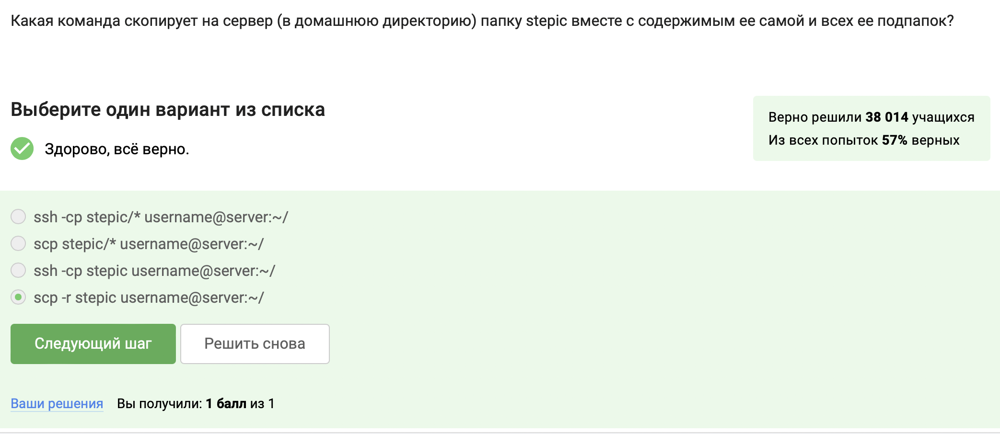 Какая команда скопирует на сервер (в домашнюю директорию) папку stepic вместе с содержимым ее самой и всех ее подпапок?
Выберите один вариант из списка
Здорово, всё верно.
Верно решили 38 014 учащихся
Из всех попыток 57% верных
ssh -cp stepic/* username@server:~/
scp stepic/* username@server:~/
ssh -cp stepic username@server:~/
scp -r stepic username@server:~/
Следующий шаг
Решить снова
Ваши решения Вы получили: 1 балл из 1